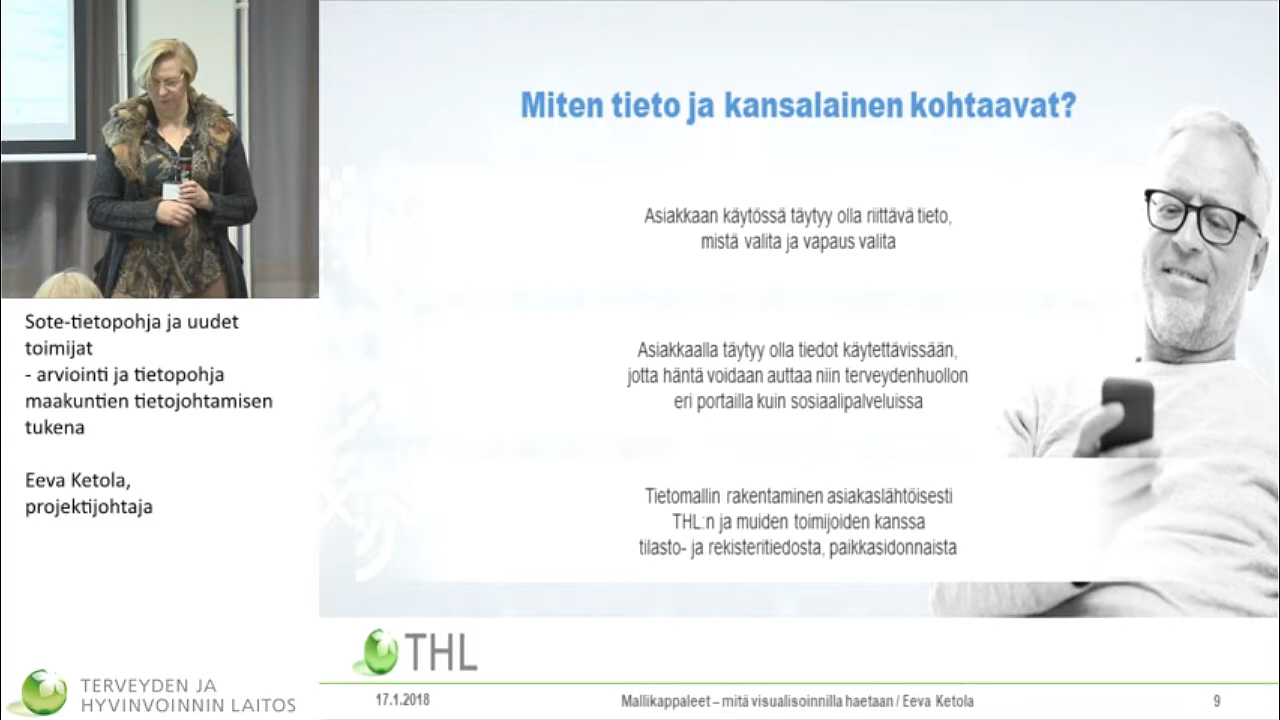 Sote-tietopohja ja uudet
toimijat
- arviointi ja tietopohja
maakuntien tietojohtamisen
tukena
Eeva Ketola,
projektijohtaja
TERVEYDEN JA
HYVINVOINNIN LAITOS
Miten tieto ja kansalainen kohtaavat?
Asiakkaan käytössä täytyy olla riittävä tieto,
mistä valita ja vapaus valita
Asiakkaalla täytyy olla tiedot käytettävissään,
jotta häntä voidaan auttaa niin terveydenhuollon
eri portailla kuin sosiaalipalveluissa
Tietomallin rakentaminen asiakaslähtöisesti
THL:n ja muiden toimijoiden kanssa
tilasto- ja rekisteritiedosta, paikkasidonnaista
THL
17.1.2018
Mallikappaleet – mitä visualisoinnilla haetaan / Eeva Ketola
9